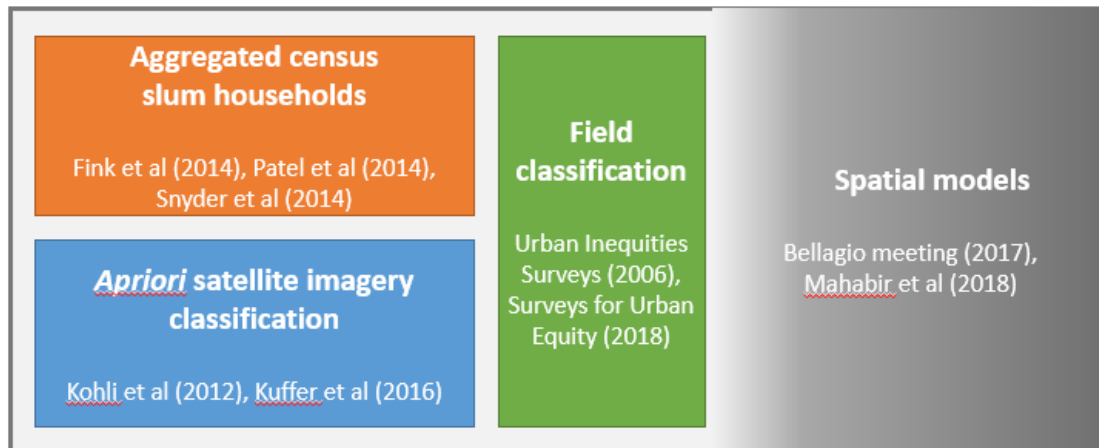 Aggregated census
slum households
Fink et al (2014), Patel et al (2014),
Snyder et al (2014)
Apriori satellite imagery
classification
Kohli et al (2012), Kuffer et al (2016)
Field
classification
Urban Inequities
Surveys (2006),
Surveys for Urban
Equity (2018)
Spatial models
Bellagio meeting (2017),
Mahabir et al (2018)